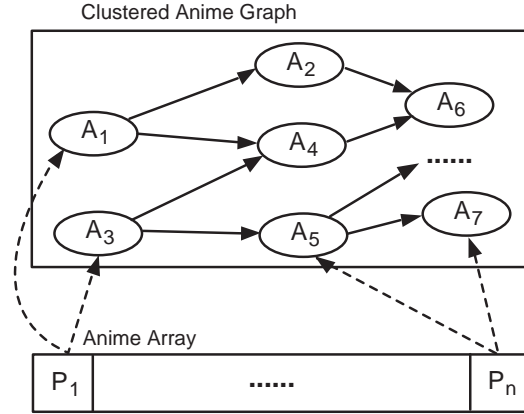 Clustered Anime Graph
A2
A6
A1
A4
......
A7
A3
A5
Anime Array
P1 ...... Pn